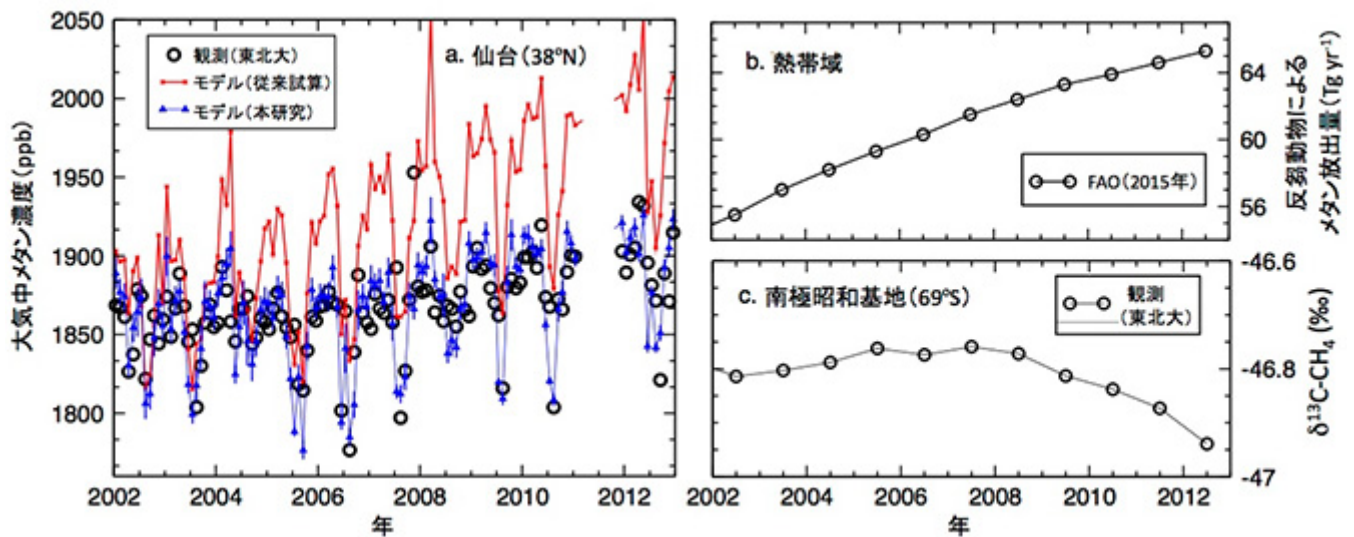 2050
2000
1950
1900
1850
1800
大気中メタン濃度(ppb)
観測(東北大)
モデル(従来試算)
モデル(本研究)
a. 仙台(38°N)
2002
2004
2006
2008
2010
2012
年
b. 熱帯域
FAO(2015年)
64
60
56
反芻動物による
メタン放出量(Tg yr⁻¹)
c. 南極昭和基地(69°S)
観測
(東北大)
-46.6
-46.8
-47
δ¹³C-CH₄ (‰)
2002
2004
2006
2008
2010
2012
年